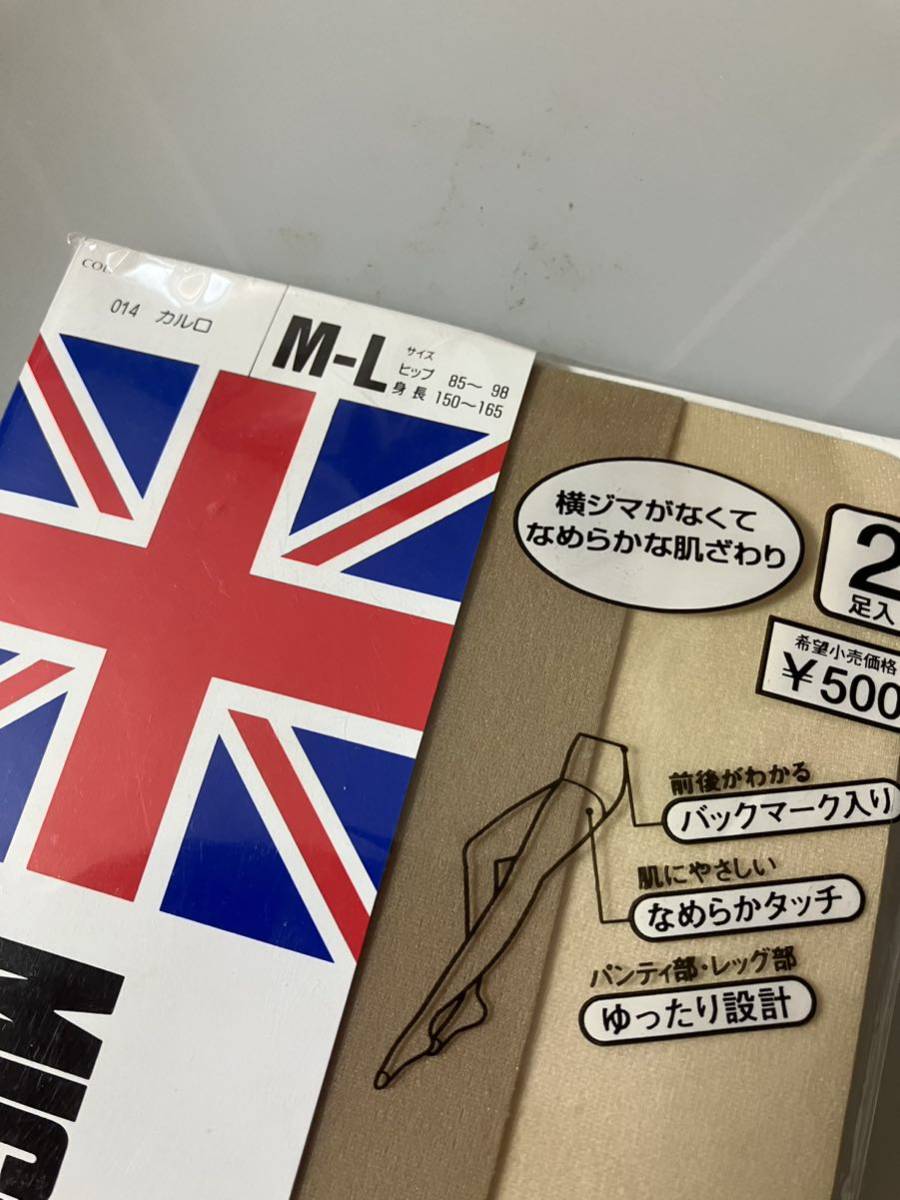 014 カルロ
M-L
サイズ
ヒップ 85～98
身長 150～165
横ジマがなくて
なめらかな肌ざわり
2
足入
希望小売価格
¥500
前後がわかる
バックマーク入り
肌にやさしい
なめらかタッチ
パンティ部・レッグ部
ゆったり設計